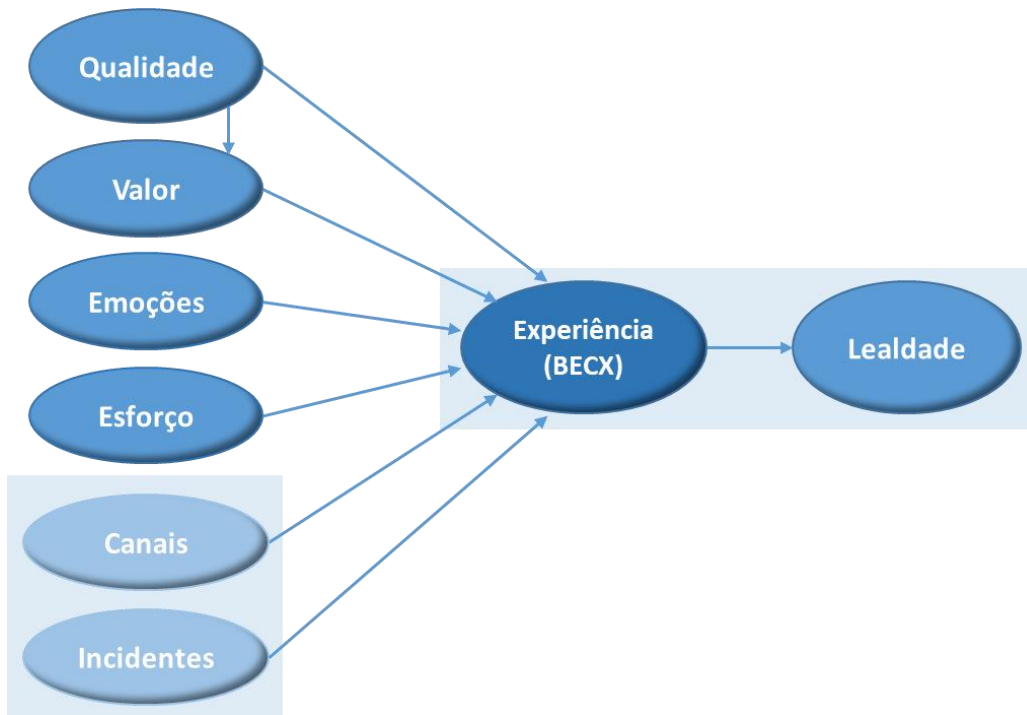 Qualidade
Valor
Emoções
Esforço
Canais
Incidentes
Experiência
(BECX)
Lealdade